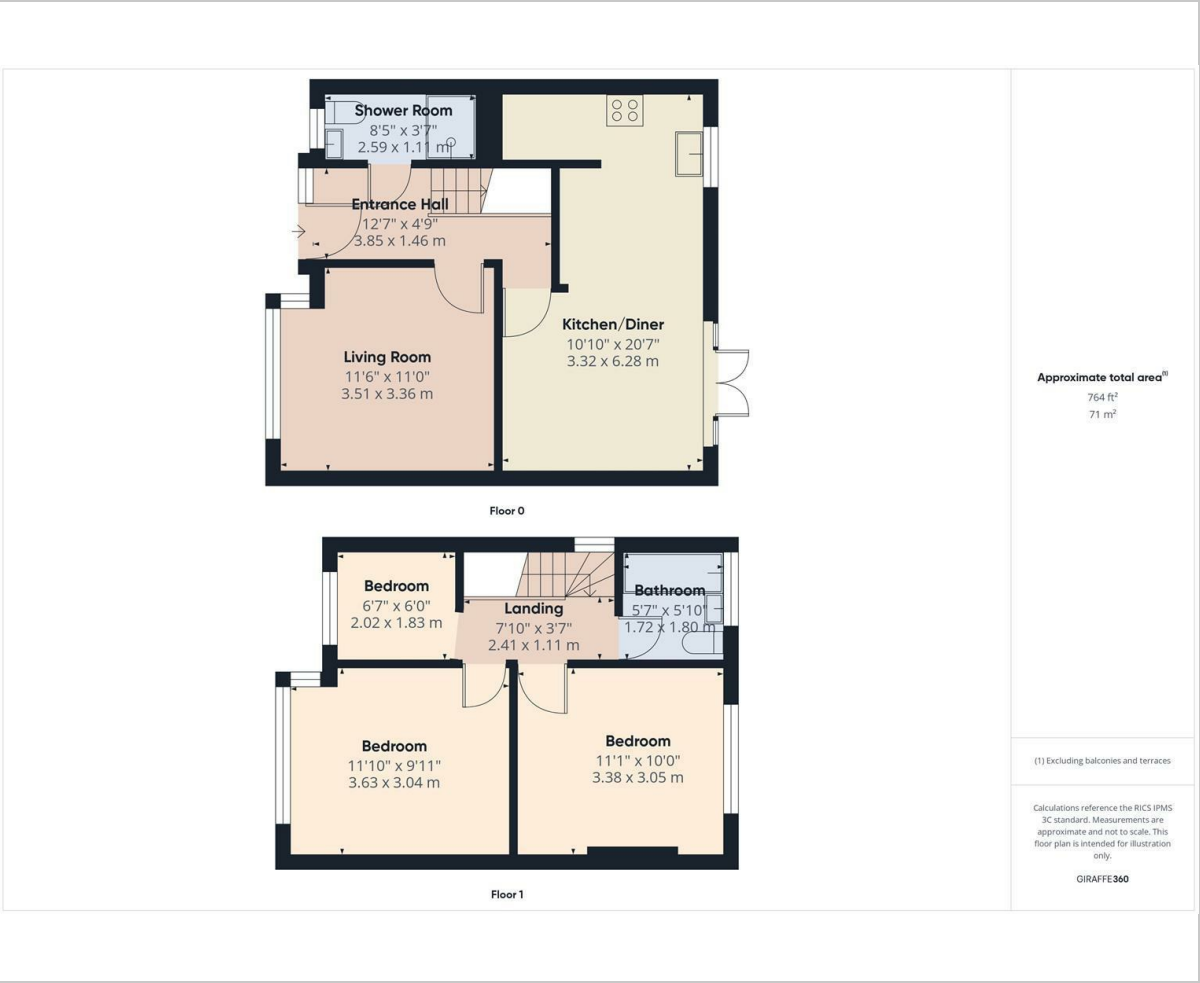 Shower Room
8'5" x 3'7"
2.59 x 1.11 m
Entrance Hall
12'7" x 4'9"
3.85 x 1.46 m
Kitchen/Diner
10'10" x 20'7"
3.32 x 6.28 m
Living Room
11'6" x 11'0"
3.51 x 3.36 m
Floor 0
Bedroom
6'7" x 6'0"
2.02 x 1.83 m
Landing
7'10" x 3'7"
2.41 x 1.11 m
Bathroom
5'7" x 5'10"
1.72 x 1.80 m
Bedroom
11'10" x 9'11"
3.63 x 3.04 m
Bedroom
11'1" x 10'0"
3.38 x 3.05 m
Floor 1
Approximate total area⁽¹⁾
764 ft²
71 m²
(1) Excluding balconies and terraces
Calculations reference the RICS IPMS
3C standard. Measurements are
approximate and not to scale. This
floor plan is intended for illustration
only.
GIRAFFE360